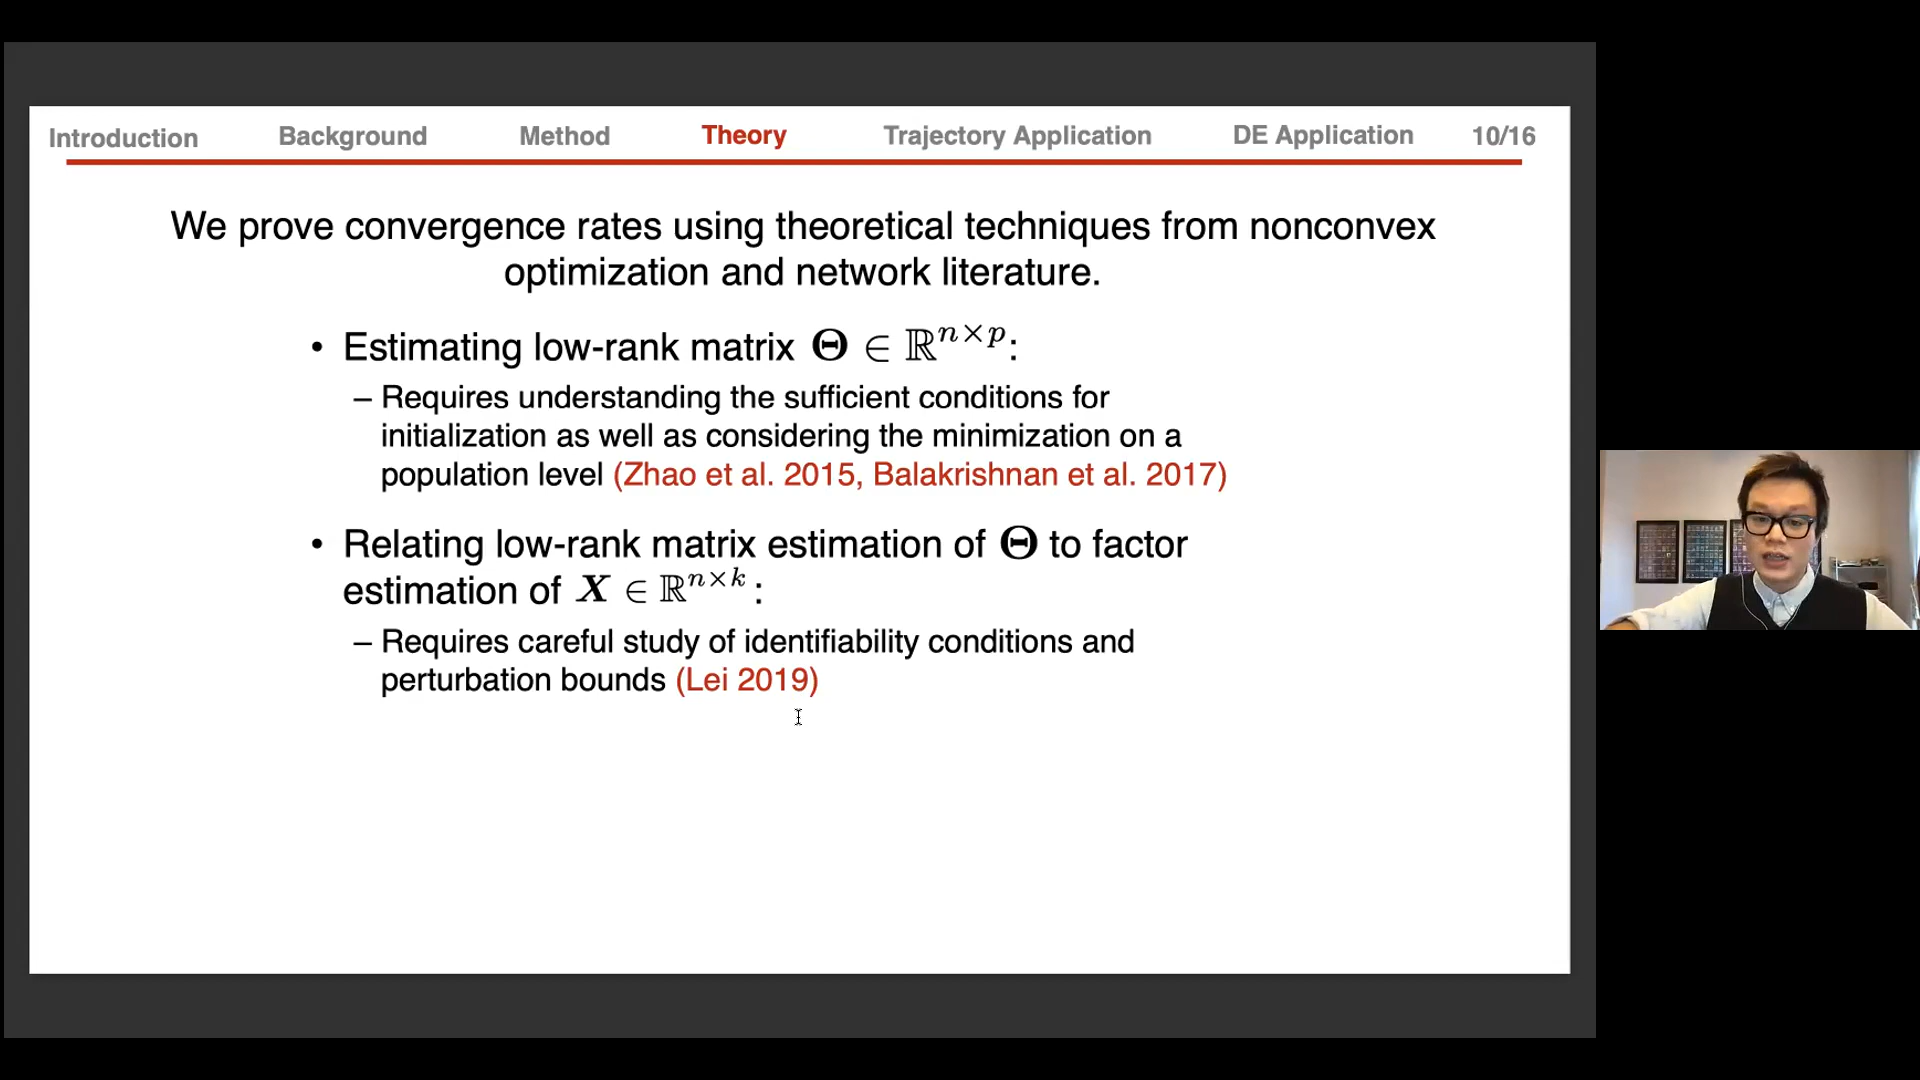 Introduction Background Method Theory Trajectory Application DE Application 10/16
We prove convergence rates using theoretical techniques from nonconvex
optimization and network literature.
• Estimating low-rank matrix Θ ∈ ℝ^{n×p}:
– Requires understanding the sufficient conditions for
initialization as well as considering the minimization on a
population level (Zhao et al. 2015, Balakrishnan et al. 2017)
• Relating low-rank matrix estimation of Θ to factor
estimation of X ∈ ℝ^{n×k}:
– Requires careful study of identifiability conditions and
perturbation bounds (Lei 2019)